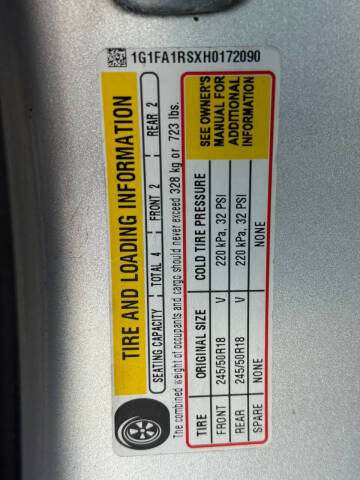 1G1FA1RSXH0172090
TIRE AND LOADING INFORMATION
SEATING CAPACITY | TOTAL 4 | FRONT 2 | REAR 2
The combined weight of occupants and cargo should never exceed 328 kg or 723 lbs.
TIRE ORIGINAL SIZE COLD TIRE PRESSURE
FRONT 245/50R18 V 220 kPa, 32 PSI
REAR 245/50R18 V 220 kPa, 32 PSI
SPARE NONE NONE
SEE OWNER'S
MANUAL FOR
ADDITIONAL
INFORMATION